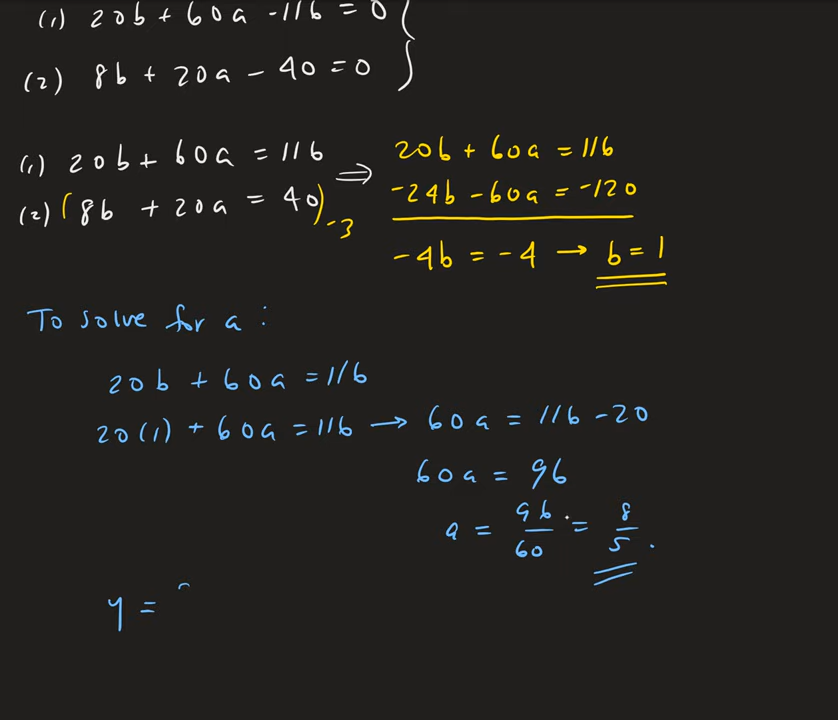 (1) 20b + 60a - 116 = 0
(2) 8b + 20a - 40 = 0
(1) 20b + 60a = 116 ⟹ 20b + 60a = 116
(2) (8b + 20a = 40)-3 -24b - 60a = -120
-4b = -4 → b = 1
To solve for a :
20b + 60a = 116
20(1) + 60a = 116 → 60a = 116 - 20
60a = 96
a = 96/60 = 8/5 .
y =